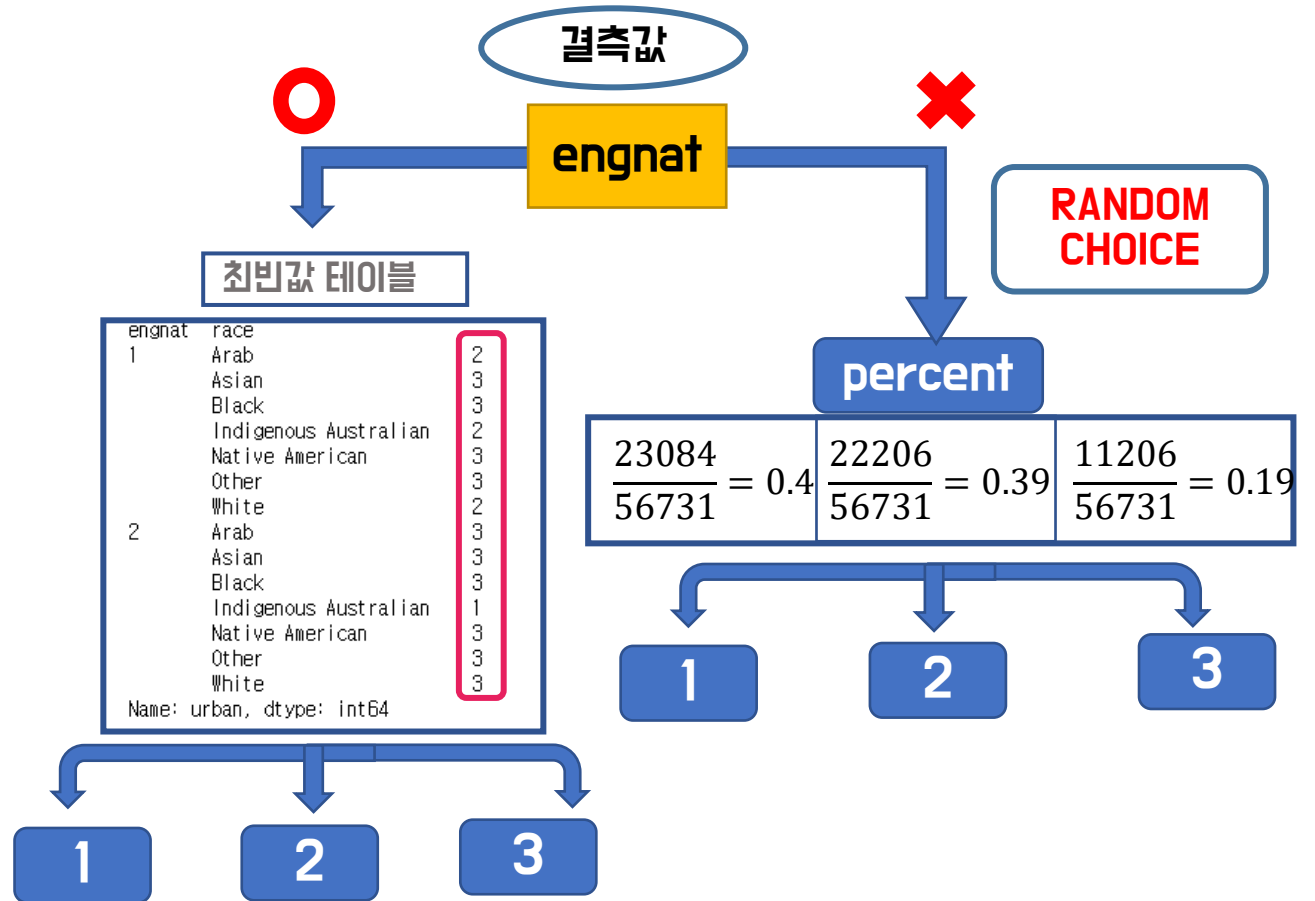 결측값
engnat
RANDOM
CHOICE
최빈값 테이블
engnat race
1 Arab 2
Asian 3
Black 3
Indigenous Australian 2
Native American 3
Other 3
White 2
2 Arab 3
Asian 3
Black 3
Indigenous Australian 1
Native American 3
Other 3
White 3
Name: urban, dtype: int64
1
2
3
percent
23084/56731 = 0.4
22206/56731 = 0.39
11206/56731 = 0.19
1
2
3